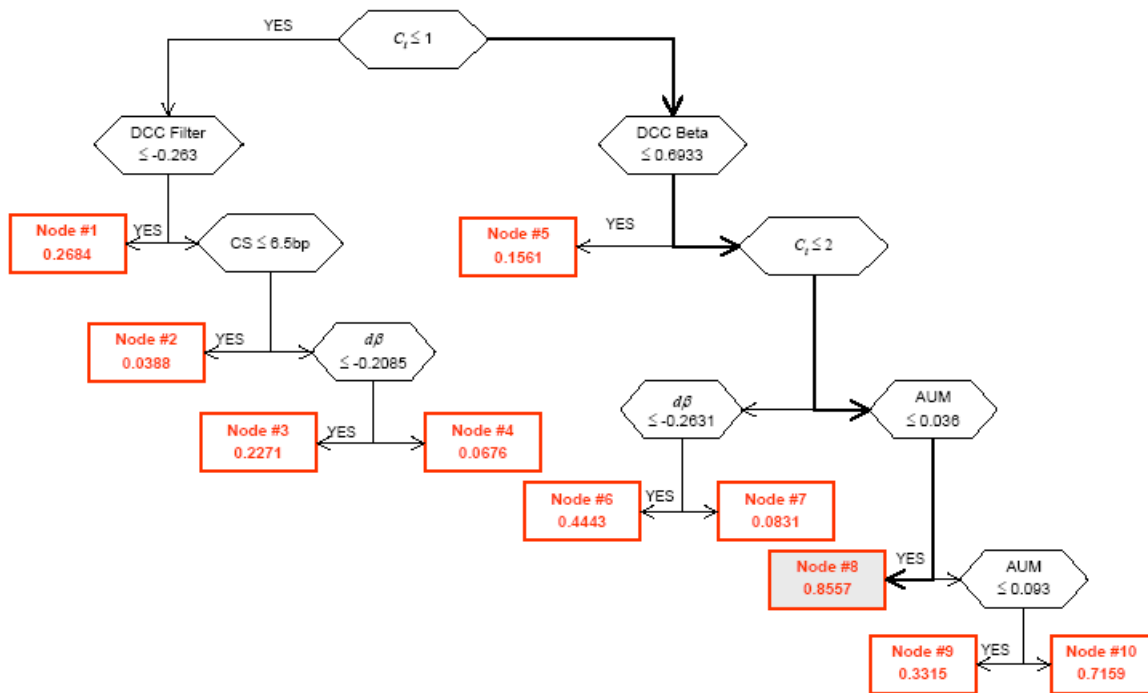 YES
Cₜ ≤ 1
DCC Filter
≤ -0.263
DCC Beta
≤ 0.6933
Node #1
0.2684
YES
CS ≤ 6.5bp
Node #5
0.1561
YES
Cₜ ≤ 2
Node #2
0.0388
YES
dβ
≤ -0.2085
dβ
≤ -0.2631
AUM
≤ 0.036
Node #3
0.2271
YES
Node #4
0.0676
Node #6
0.4443
YES
Node #7
0.0831
Node #8
0.8557
YES
AUM
≤ 0.093
Node #9
0.3315
YES
Node #10
0.7159